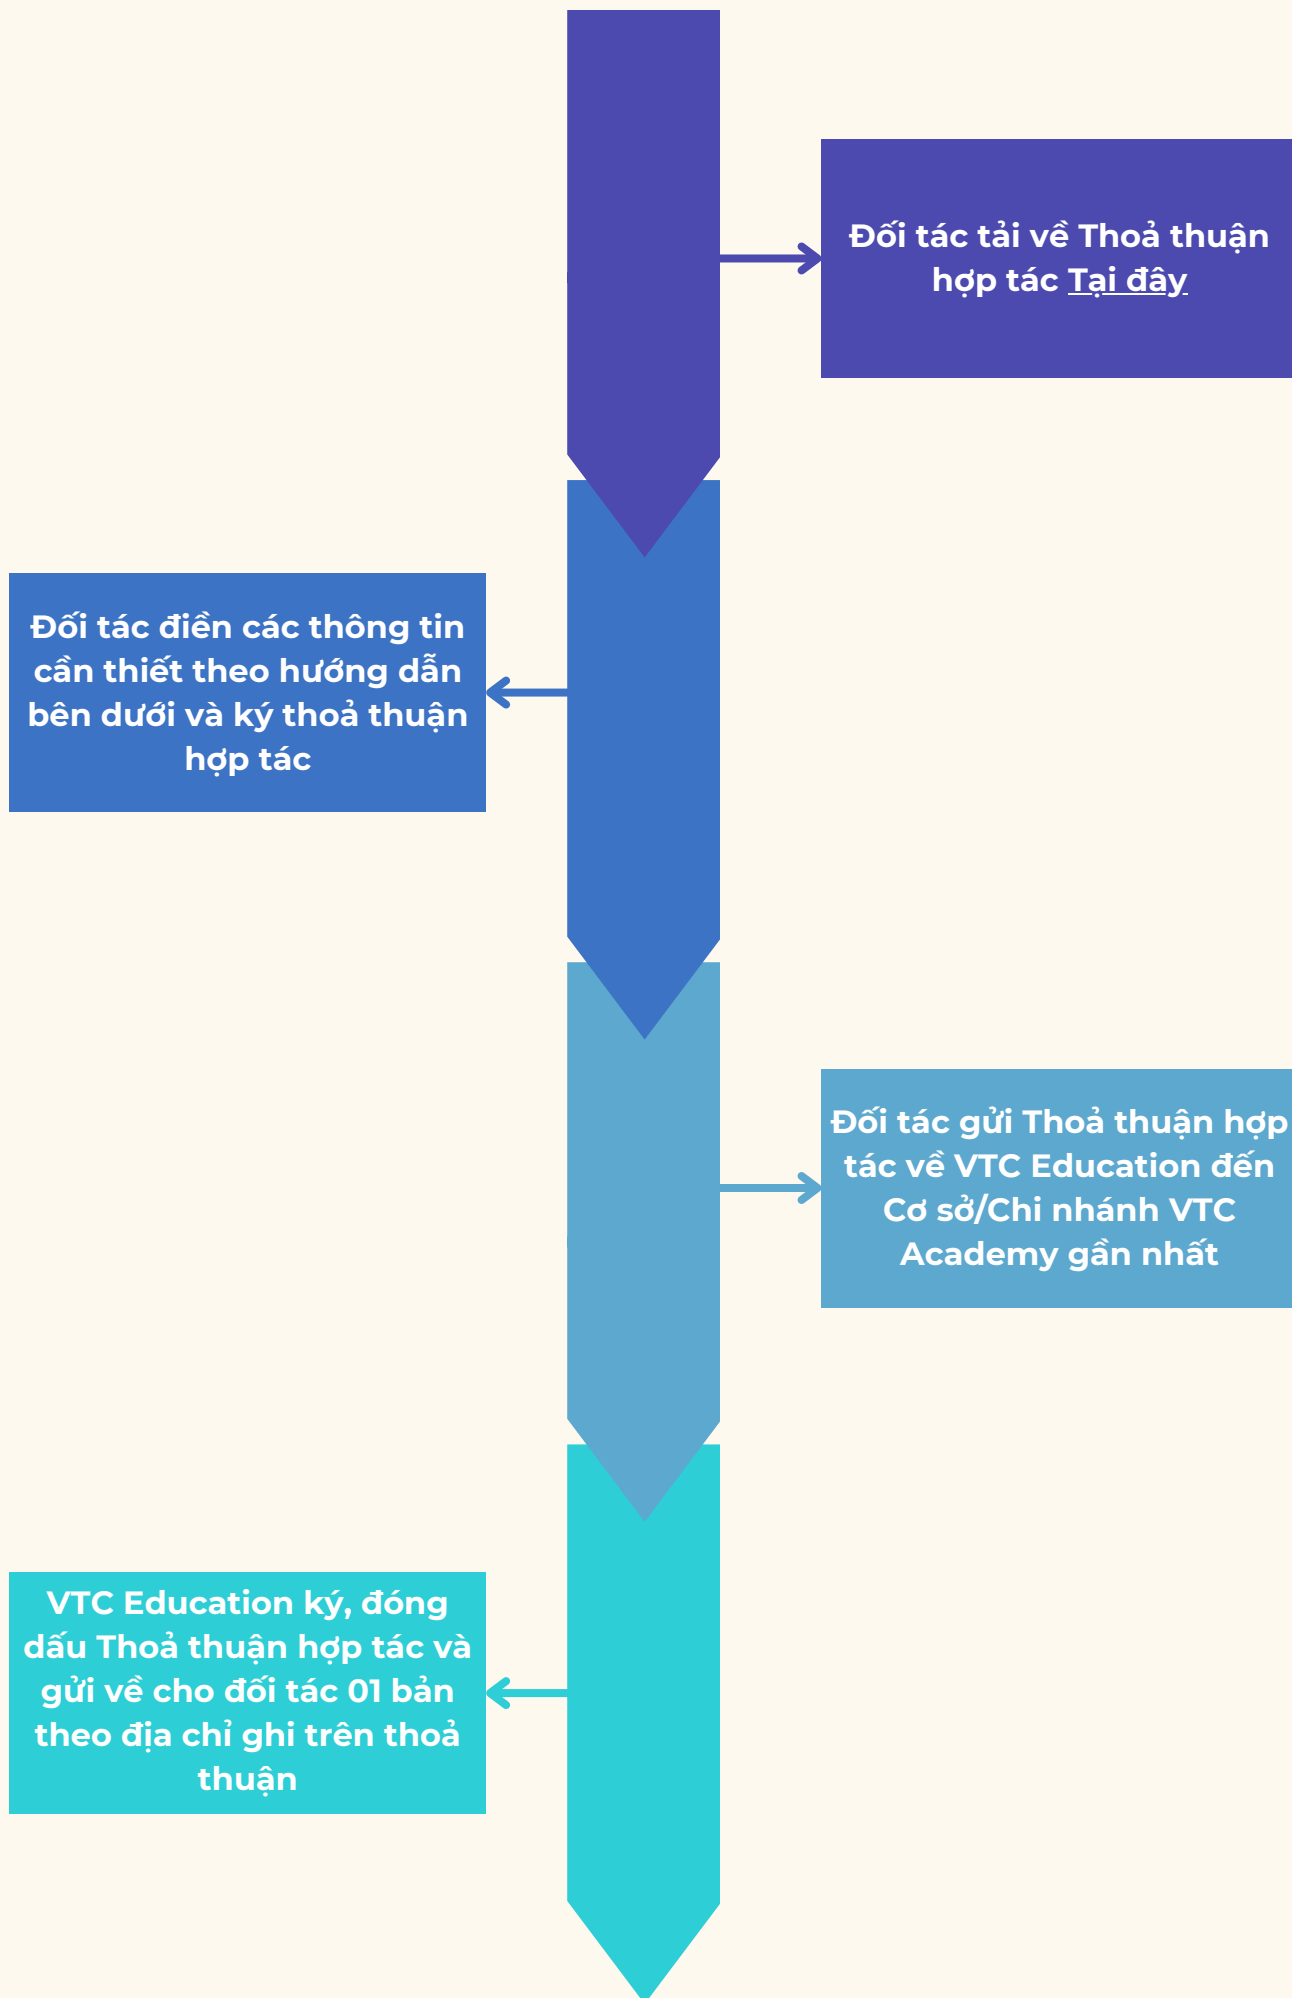 Đối tác tải về Thoả thuận
hợp tác Tại đây
Đối tác điền các thông tin
cần thiết theo hướng dẫn
bên dưới và ký thoả thuận
hợp tác
Đối tác gửi Thoả thuận hợp
tác về VTC Education đến
Cơ sở/Chi nhánh VTC
Academy gần nhất
VTC Education ký, đóng
dấu Thoả thuận hợp tác và
gửi về cho đối tác 01 bản
theo địa chỉ ghi trên thoả
thuận